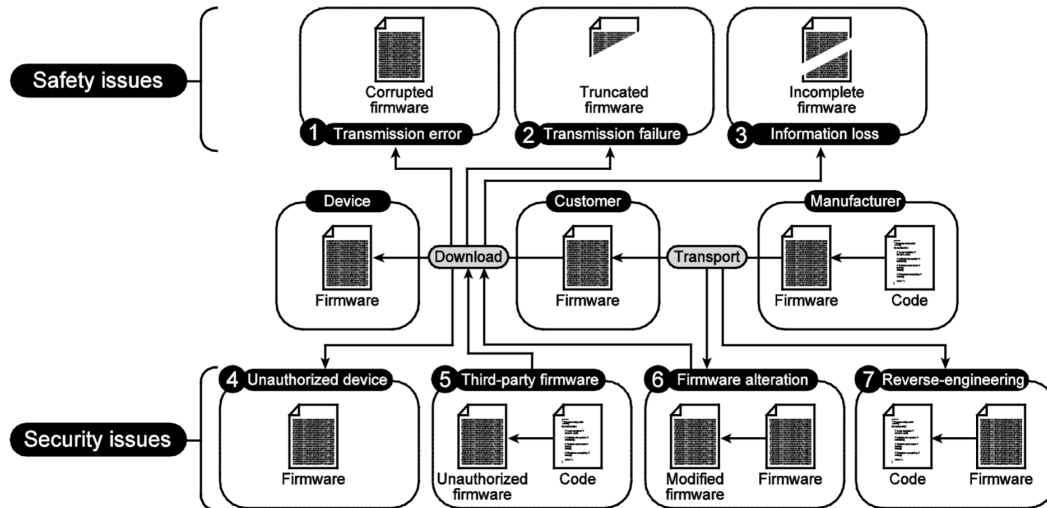 Safety issues
Corrupted
firmware
1 Transmission error
Truncated
firmware
2 Transmission failure
Incomplete
firmware
3 Information loss
Device
Firmware
Download
Customer
Firmware
Transport
Manufacturer
Firmware
Code
Security issues
4 Unauthorized device
Firmware
5 Third-party firmware
Unauthorized
firmware
Code
6 Firmware alteration
Modified
firmware
Firmware
7 Reverse-engineering
Code
Firmware